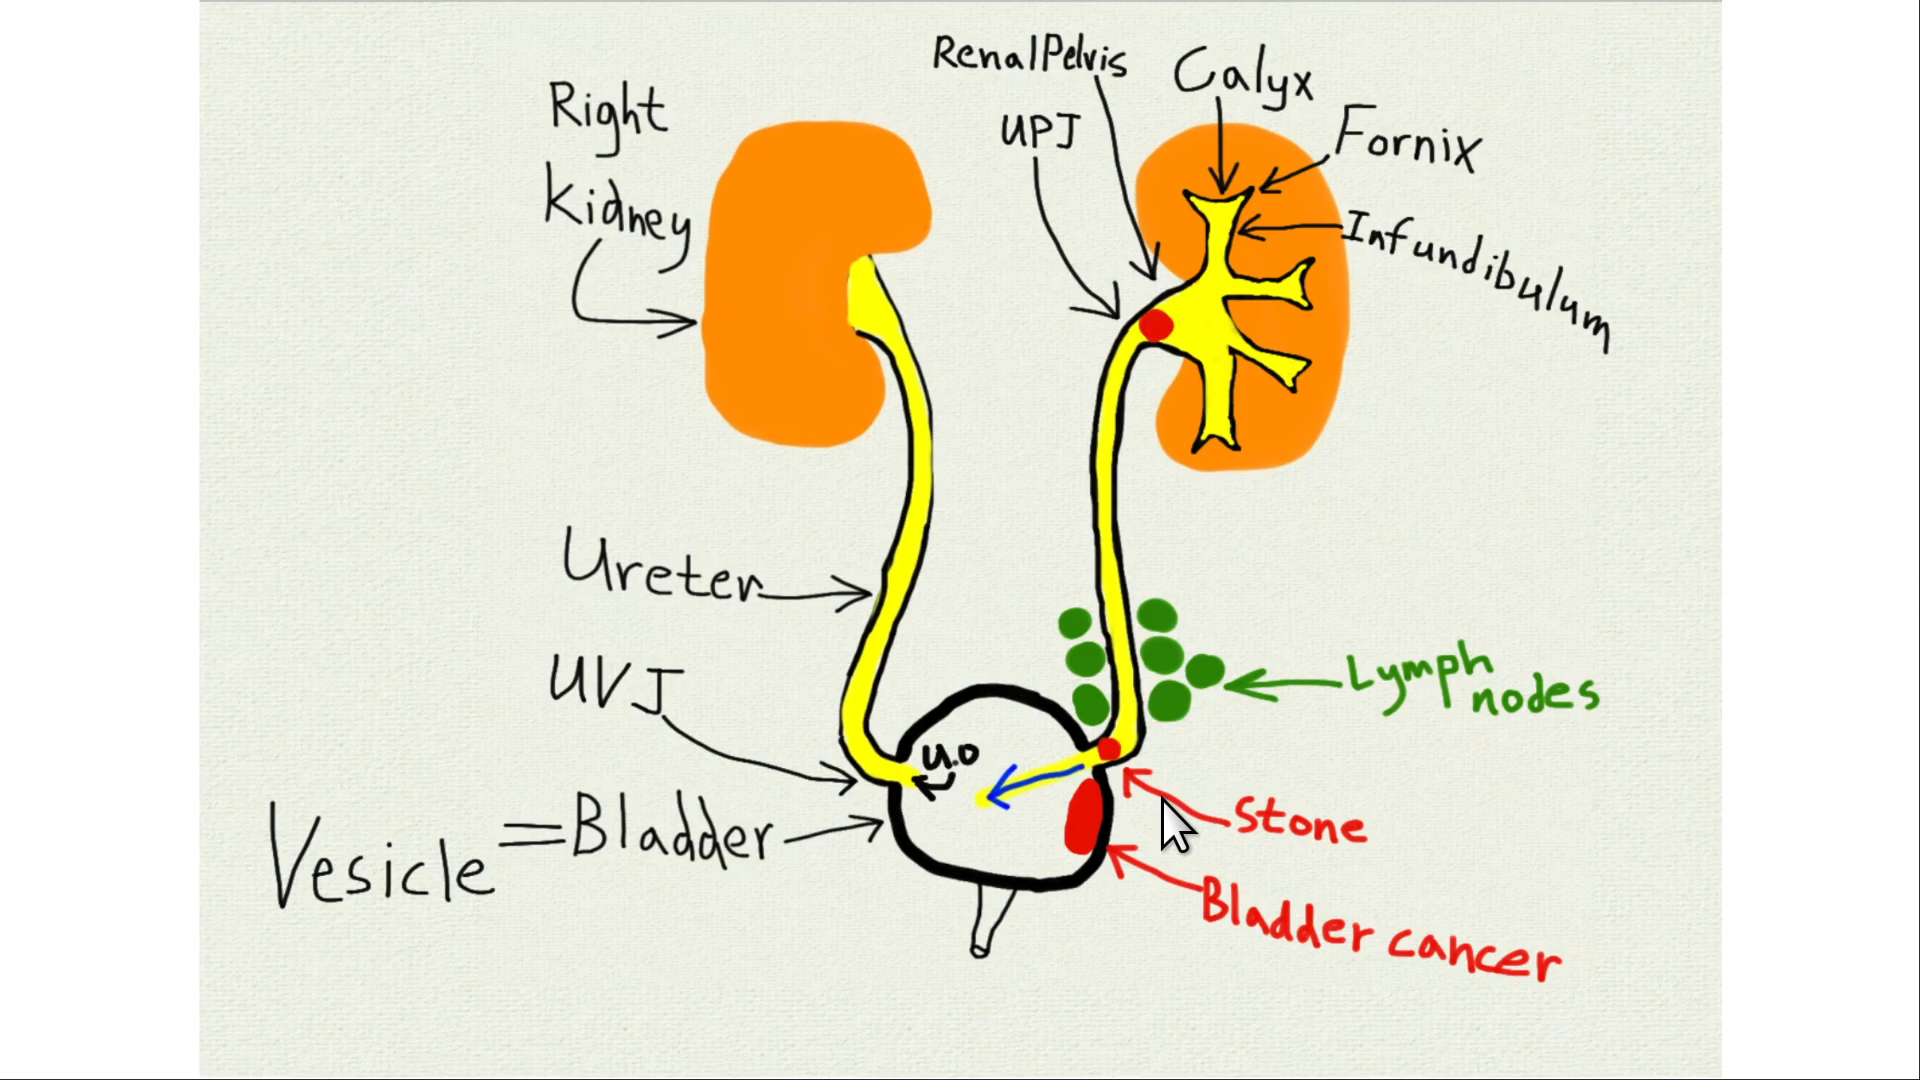 Right
Kidney
RenalPelvis
UPJ
Calyx
Fornix
Infundibulum
Ureter
UVJ
U.O
Vesicle = Bladder
Lymph
nodes
Stone
Bladder cancer